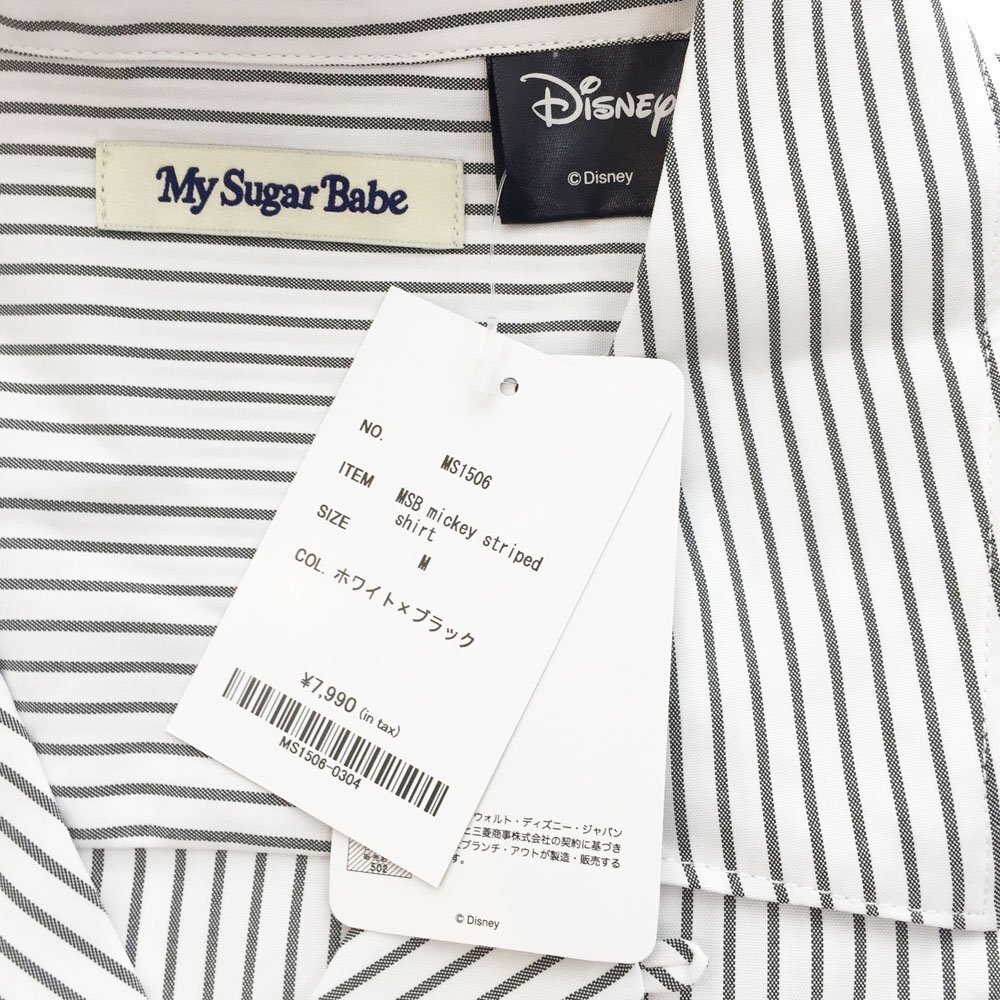 My Sugar Babe
Disney
© Disney
NO. MS1506
ITEM MSB mickey striped
shirt
SIZE M
COL. ホワイト×ブラック
¥7,990 (in tax)
MS1506-0304
ウォルト・ディズニー・ジャパン
三菱商事株式会社の契約に基づき
ブランチ・アウトが製造・販売する
す。
502
© Disney